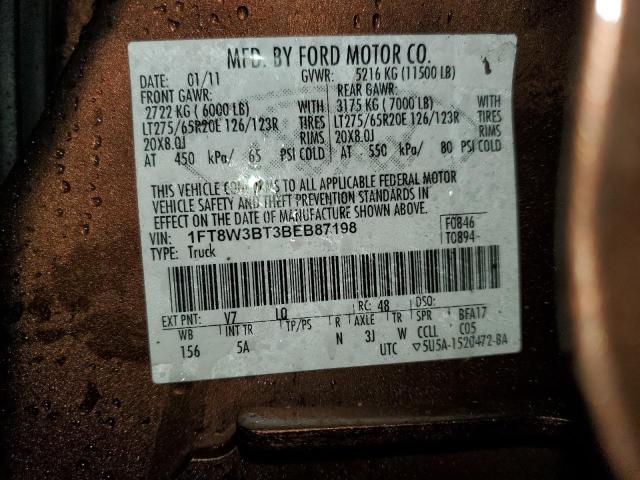 MFD. BY FORD MOTOR CO.
DATE: 01/11 GVWR: 5216 KG (11500 LB)
FRONT GAWR: REAR GAWR:
2722 KG ( 6000 LB) WITH 3175 KG ( 7000 LB) WITH
LT275/65R20E 126/123R TIRES LT275/65R20E 126/123R TIRES
20X8.0J RIMS 20X8.0J RIMS
AT 450 kPa/ 65 PSI COLD AT 550 kPa/ 80 PSI COLD
THIS VEHICLE CONFORMS TO ALL APPLICABLE FEDERAL MOTOR
VEHICLE SAFETY AND THEFT PREVENTION STANDARDS IN
EFFECT ON THE DATE OF MANUFACTURE SHOWN ABOVE.
VIN: 1FT8W3BT3BEB87198 F0846
TYPE: Truck T0894
EXT PNT: V7 LQ RC: 48 DSO:
WB INT TR TP/PS R AXLE TR SPR BFA17
156 5A N 3J W CCLL C05
UTC ▽5U5A-1520472-BA